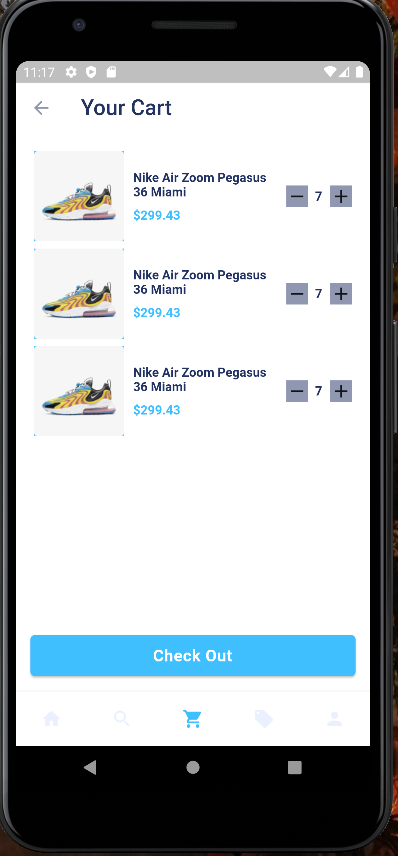 11:17
Your Cart
Nike Air Zoom Pegasus
36 Miami
$299.43
7
Nike Air Zoom Pegasus
36 Miami
$299.43
7
Nike Air Zoom Pegasus
36 Miami
$299.43
7
Check Out